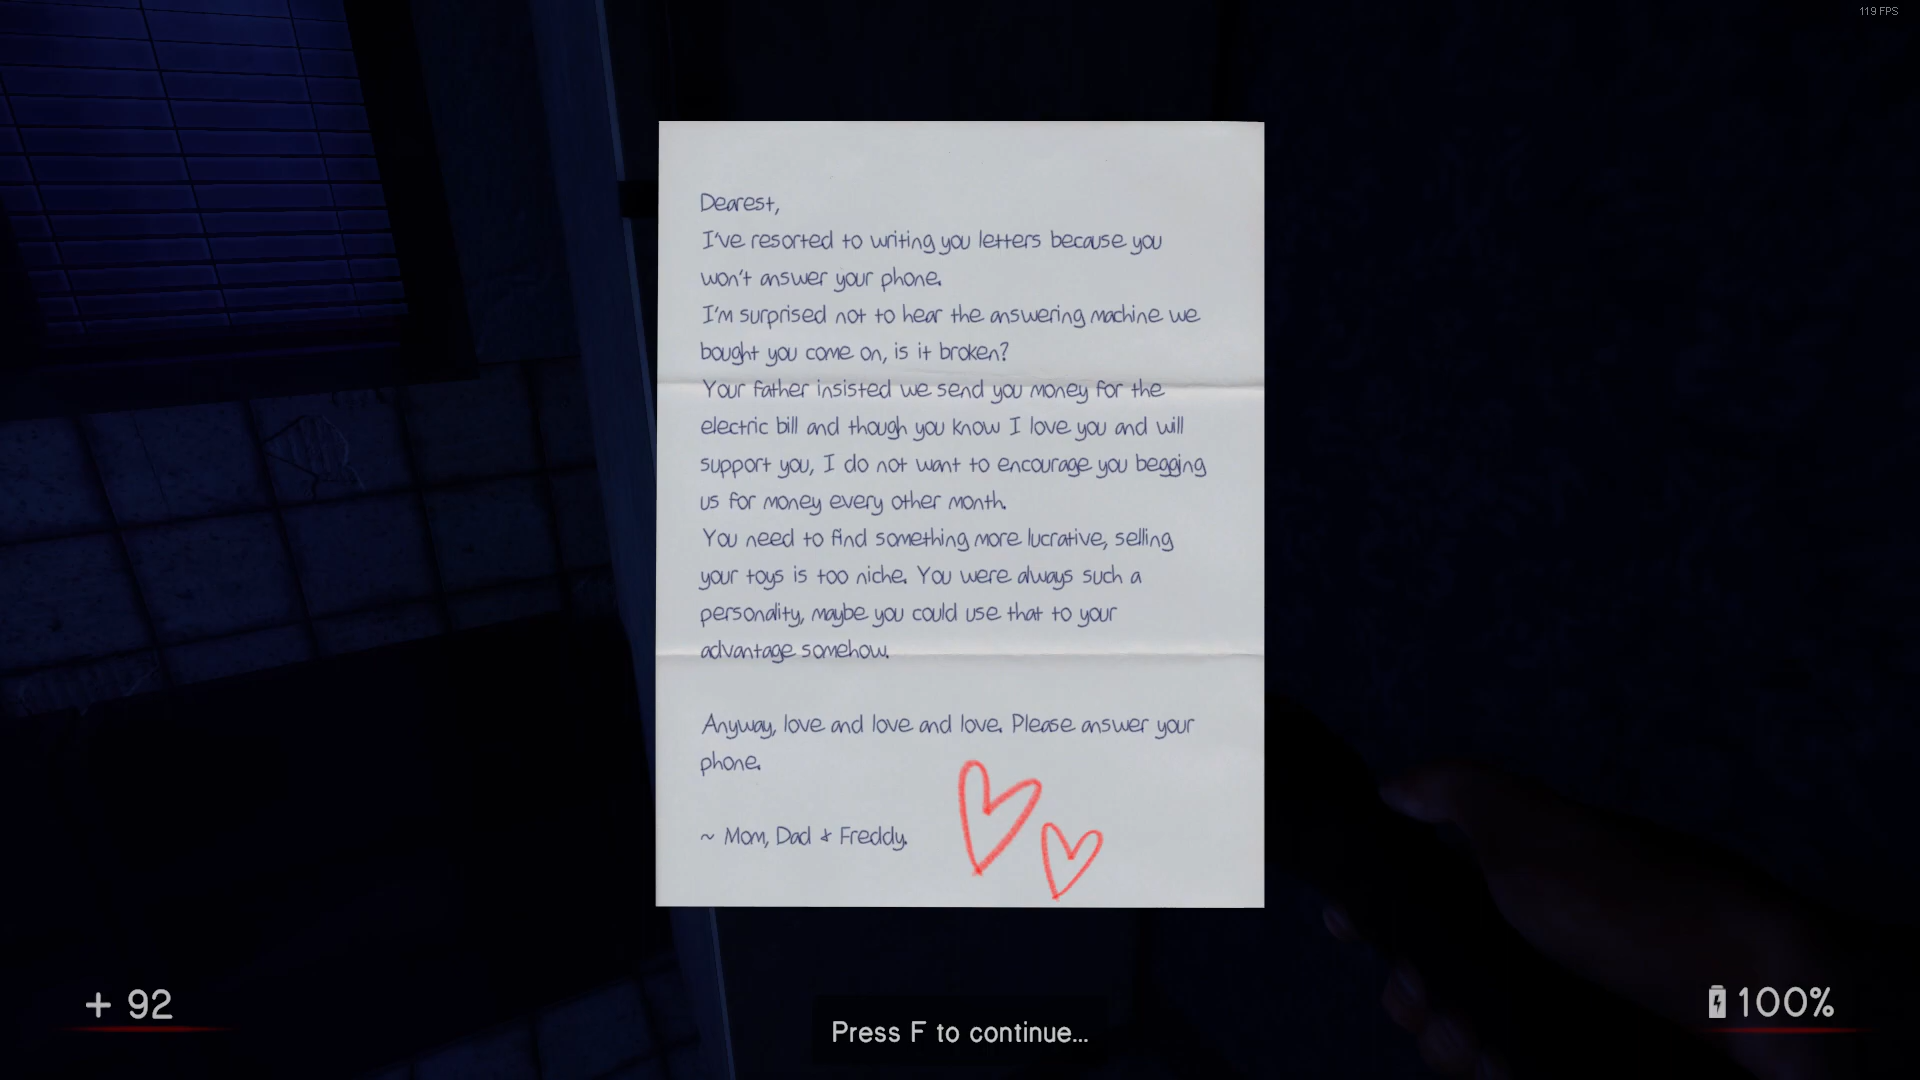 119 FPS
Dearest,
I've resorted to writing you letters because you
won't answer your phone.
I'm surprised not to hear the answering machine we
bought you come on, is it broken?
Your father insisted we send you money for the
electric bill and though you know I love you and will
support you, I do not want to encourage you begging
us for money every other month.
You need to find something more lucrative, selling
your toys is too niche. You were always such a
personality, maybe you could use that to your
advantage somehow.
Anyway, love and love and love. Please answer your
phone.
~ Mom, Dad & Freddy.
+ 92
100%
Press F to continue...